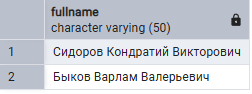 fullname
character varying (50)
1 Сидоров Кондратий Викторович
2 Быков Варлам Валерьевич